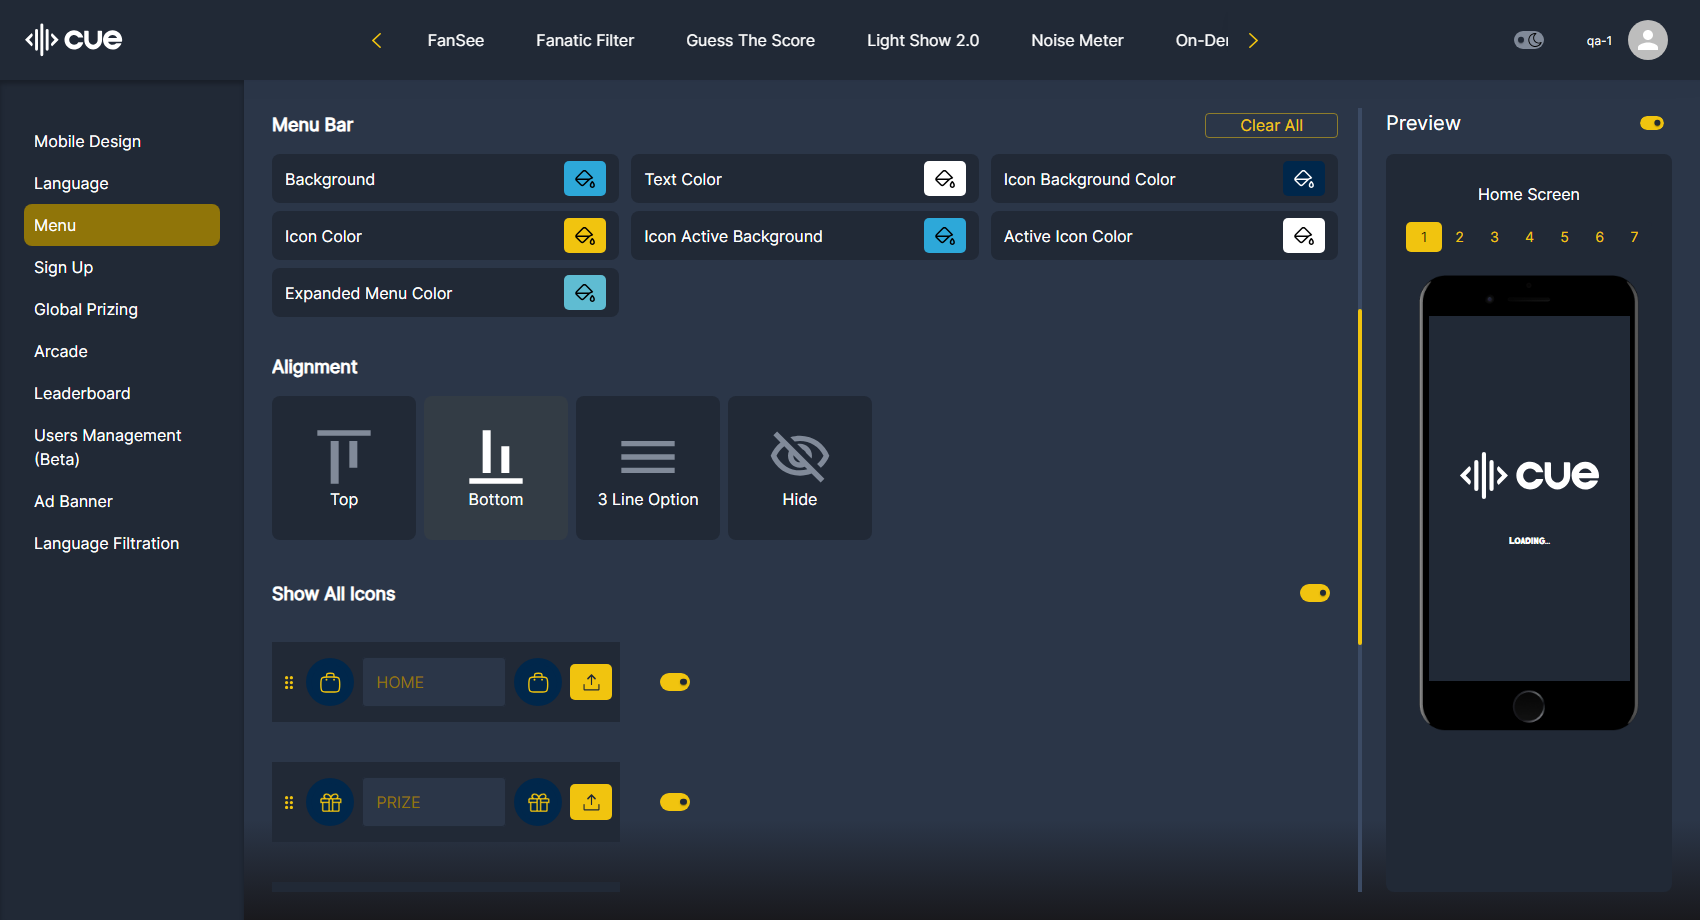 cue
FanSee
Fanatic Filter
Guess The Score
Light Show 2.0
Noise Meter
On-Der
qa-1
Mobile Design
Language
Menu
Sign Up
Global Prizing
Arcade
Leaderboard
Users Management
(Beta)
Ad Banner
Language Filtration
Menu Bar
Clear All
Background
Text Color
Icon Background Color
Icon Color
Icon Active Background
Active Icon Color
Expanded Menu Color
Alignment
Top
Bottom
3 Line Option
Hide
Show All Icons
HOME
PRIZE
Preview
Home Screen
1 2 3 4 5 6 7
cue
LOADING...